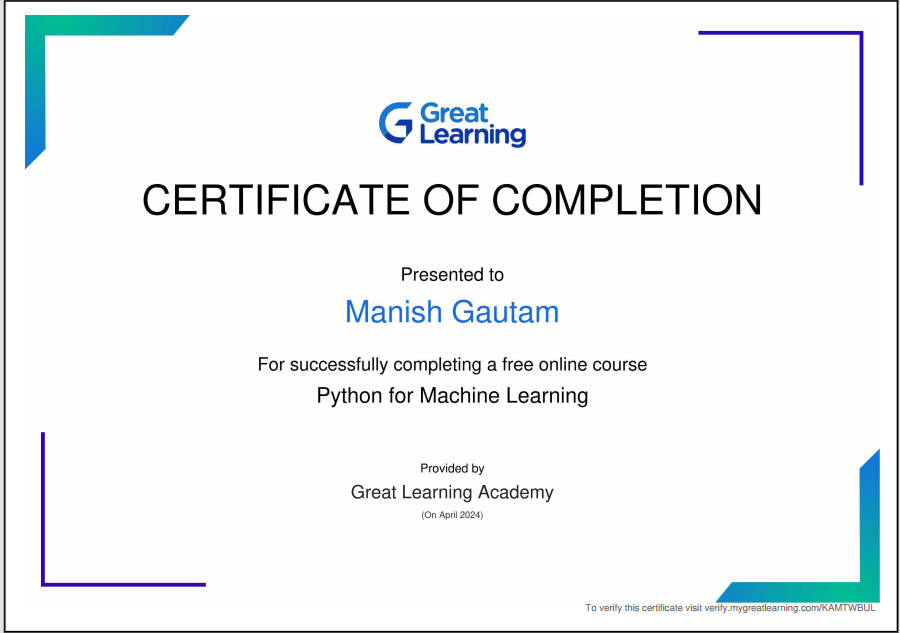 Great
Learning
CERTIFICATE OF COMPLETION
Presented to
Manish Gautam
For successfully completing a free online course
Python for Machine Learning
Provided by
Great Learning Academy
(On April 2024)
To verify this certificate visit verify.mygreatlearning.com/KAMTWBUL